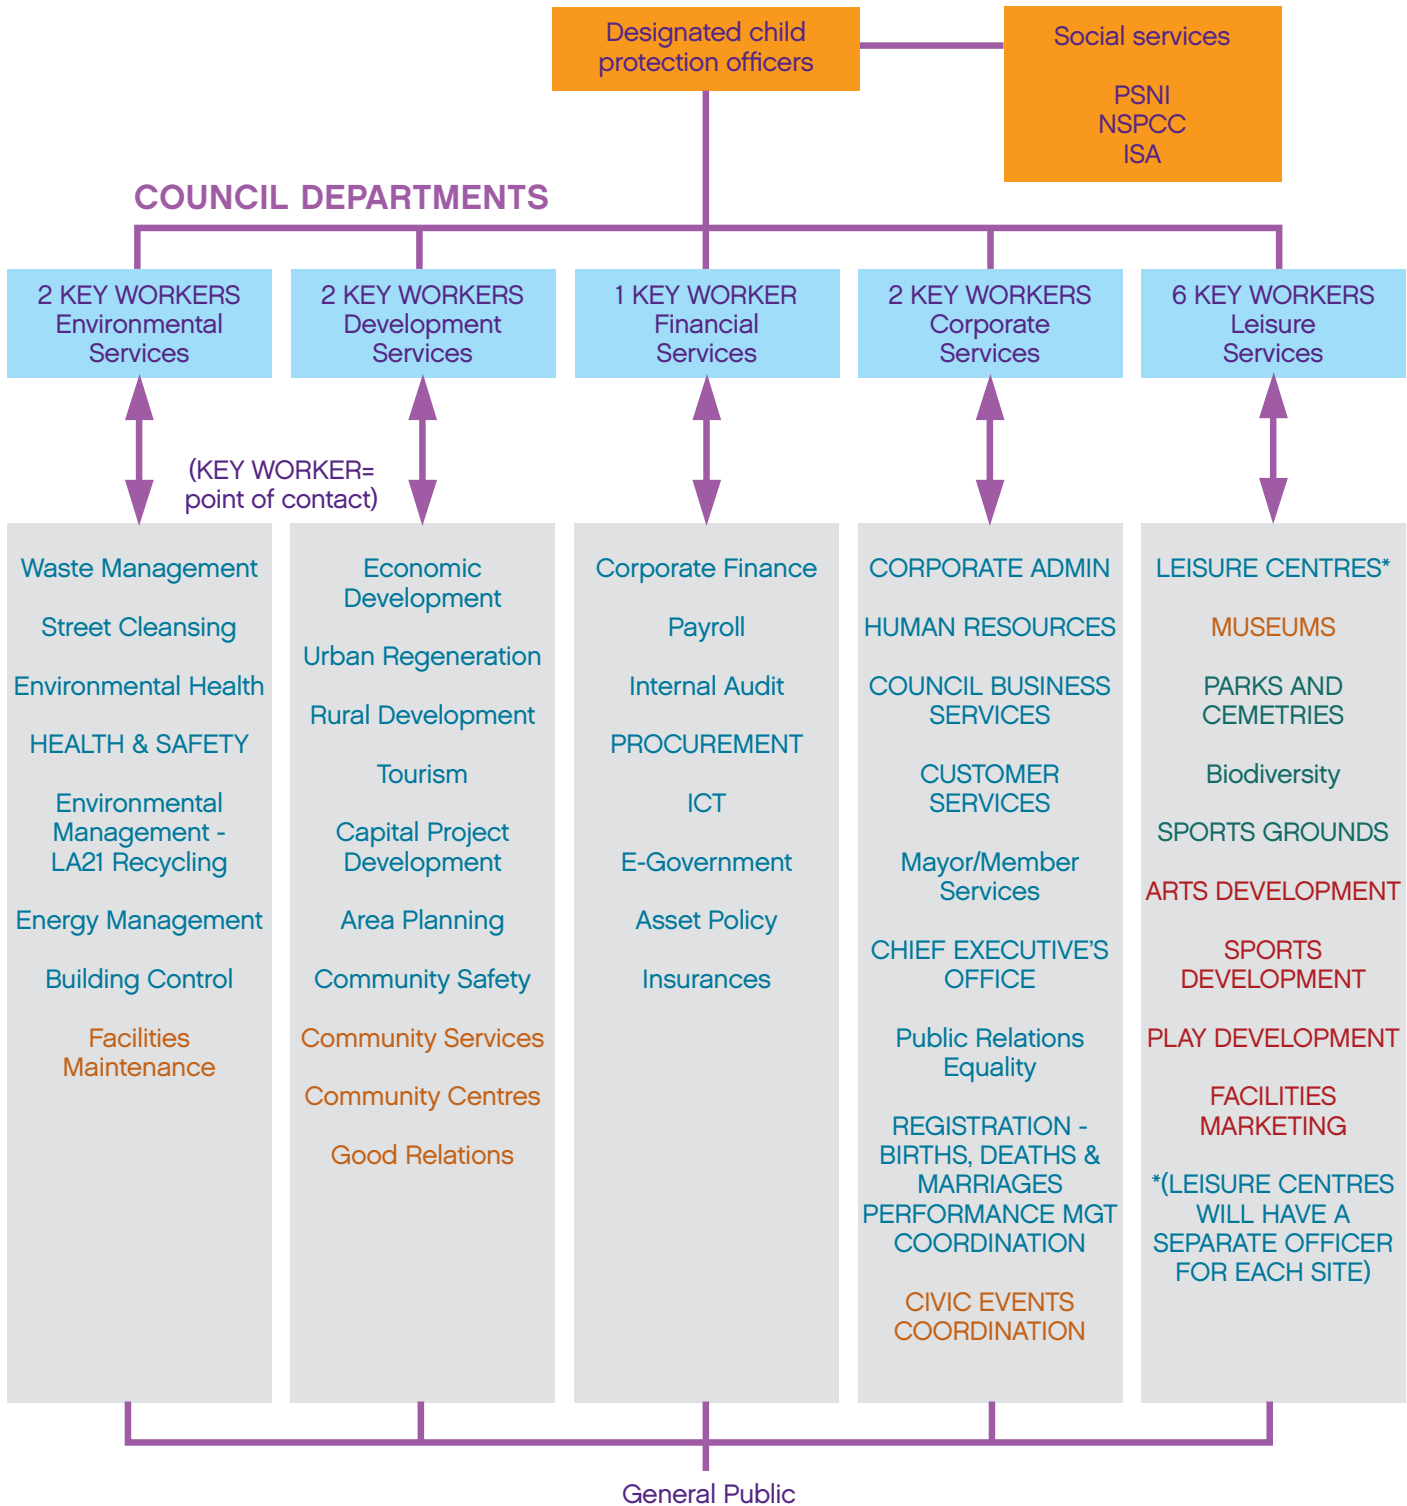 Designated child
protection officers
Social services
PSNI
NSPCC
ISA
COUNCIL DEPARTMENTS
2 KEY WORKERS
Environmental
Services
2 KEY WORKERS
Development
Services
1 KEY WORKER
Financial
Services
2 KEY WORKERS
Corporate
Services
6 KEY WORKERS
Leisure
Services
(KEY WORKER=
point of contact)
Waste Management
Street Cleansing
Environmental Health
HEALTH & SAFETY
Environmental
Management -
LA21 Recycling
Energy Management
Building Control
Facilities
Maintenance
Economic
Development
Urban Regeneration
Rural Development
Tourism
Capital Project
Development
Area Planning
Community Safety
Community Services
Community Centres
Good Relations
Corporate Finance
Payroll
Internal Audit
PROCUREMENT
ICT
E-Government
Asset Policy
Insurances
CORPORATE ADMIN
HUMAN RESOURCES
COUNCIL BUSINESS
SERVICES
CUSTOMER
SERVICES
Mayor/Member
Services
CHIEF EXECUTIVE'S
OFFICE
Public Relations
Equality
REGISTRATION -
BIRTHS, DEATHS &
MARRIAGES
PERFORMANCE MGT
COORDINATION
CIVIC EVENTS
COORDINATION
LEISURE CENTRES*
MUSEUMS
PARKS AND
CEMETRIES
Biodiversity
SPORTS GROUNDS
ARTS DEVELOPMENT
SPORTS
DEVELOPMENT
PLAY DEVELOPMENT
FACILITIES
MARKETING
*(LEISURE CENTRES
WILL HAVE A
SEPARATE OFFICER
FOR EACH SITE)
General Public